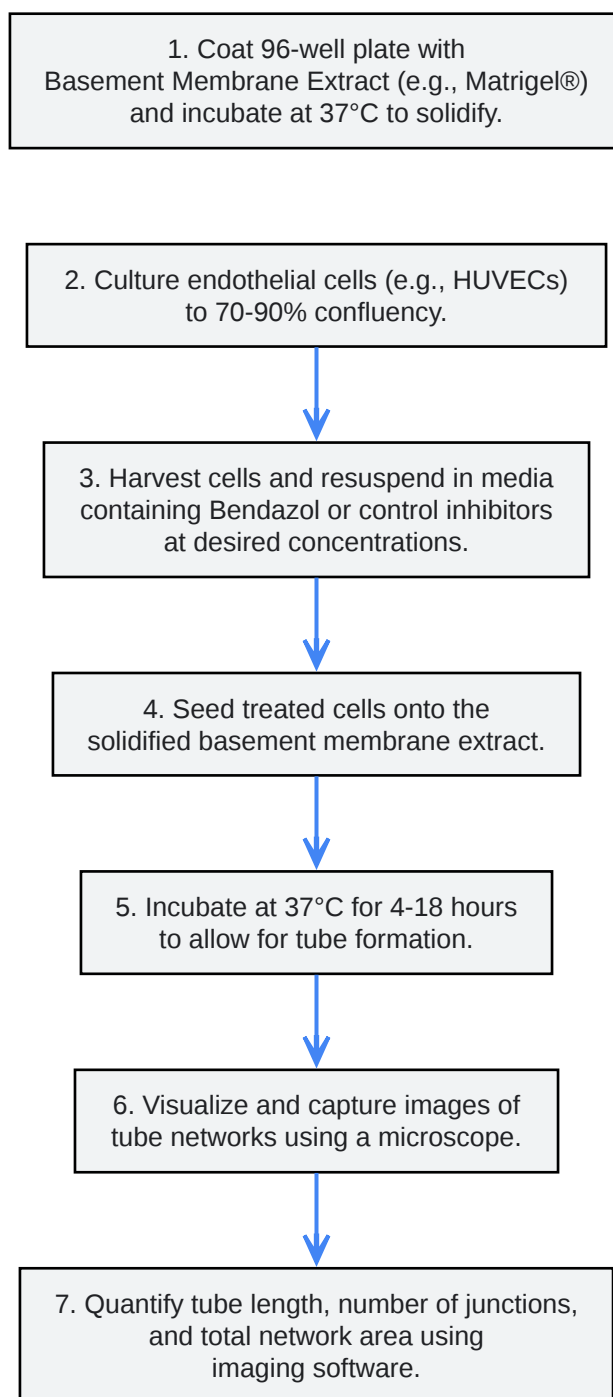 1. Coat 96-well plate with
Basement Membrane Extract (e.g., Matrigel®)
and incubate at 37°C to solidify.
2. Culture endothelial cells (e.g., HUVECs)
to 70-90% confluency.
3. Harvest cells and resuspend in media
containing Bendazol or control inhibitors
at desired concentrations.
4. Seed treated cells onto the
solidified basement membrane extract.
5. Incubate at 37°C for 4-18 hours
to allow for tube formation.
6. Visualize and capture images of
tube networks using a microscope.
7. Quantify tube length, number of junctions,
and total network area using
imaging software.